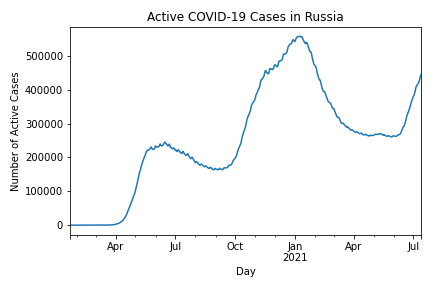 Active COVID-19 Cases in Russia
Number of Active Cases
500000
400000
300000
200000
100000
0
Apr Jul Oct Jan Apr Jul
2021
Day